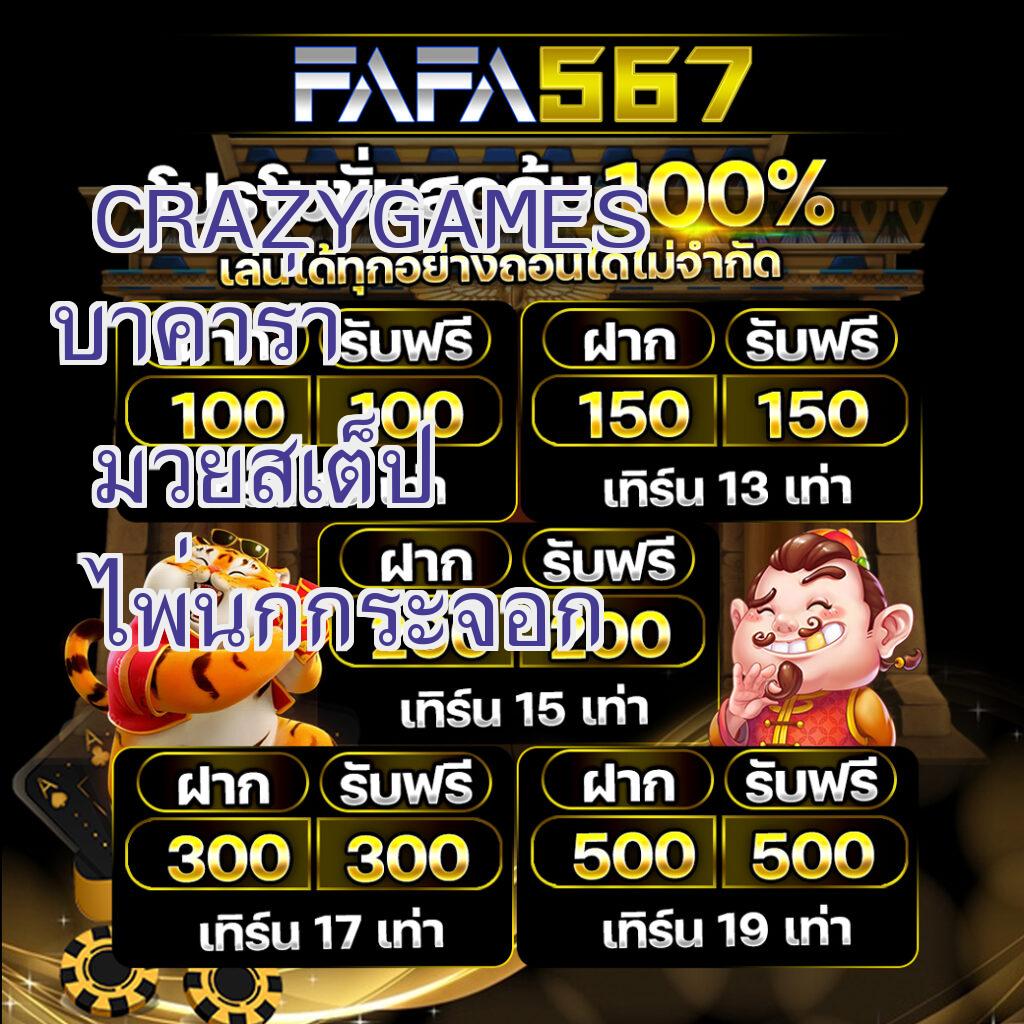 FAFA567
100%
CRAZYGAMES
เล่นได้ทุกอย่างถอนได้ไม่จำกัด
บาคารา
รับฟรี
ฝาก รับฟรี
100 100
150 150
มวยสเต็ป
เทิร์น 13 เท่า
ฝาก รับฟรี
ไพ่นกกระจอก
200
เทิร์น 15 เท่า
ฝาก รับฟรี
300 300
เทิร์น 17 เท่า
ฝาก รับฟรี
500 500
เทิร์น 19 เท่า
A
A